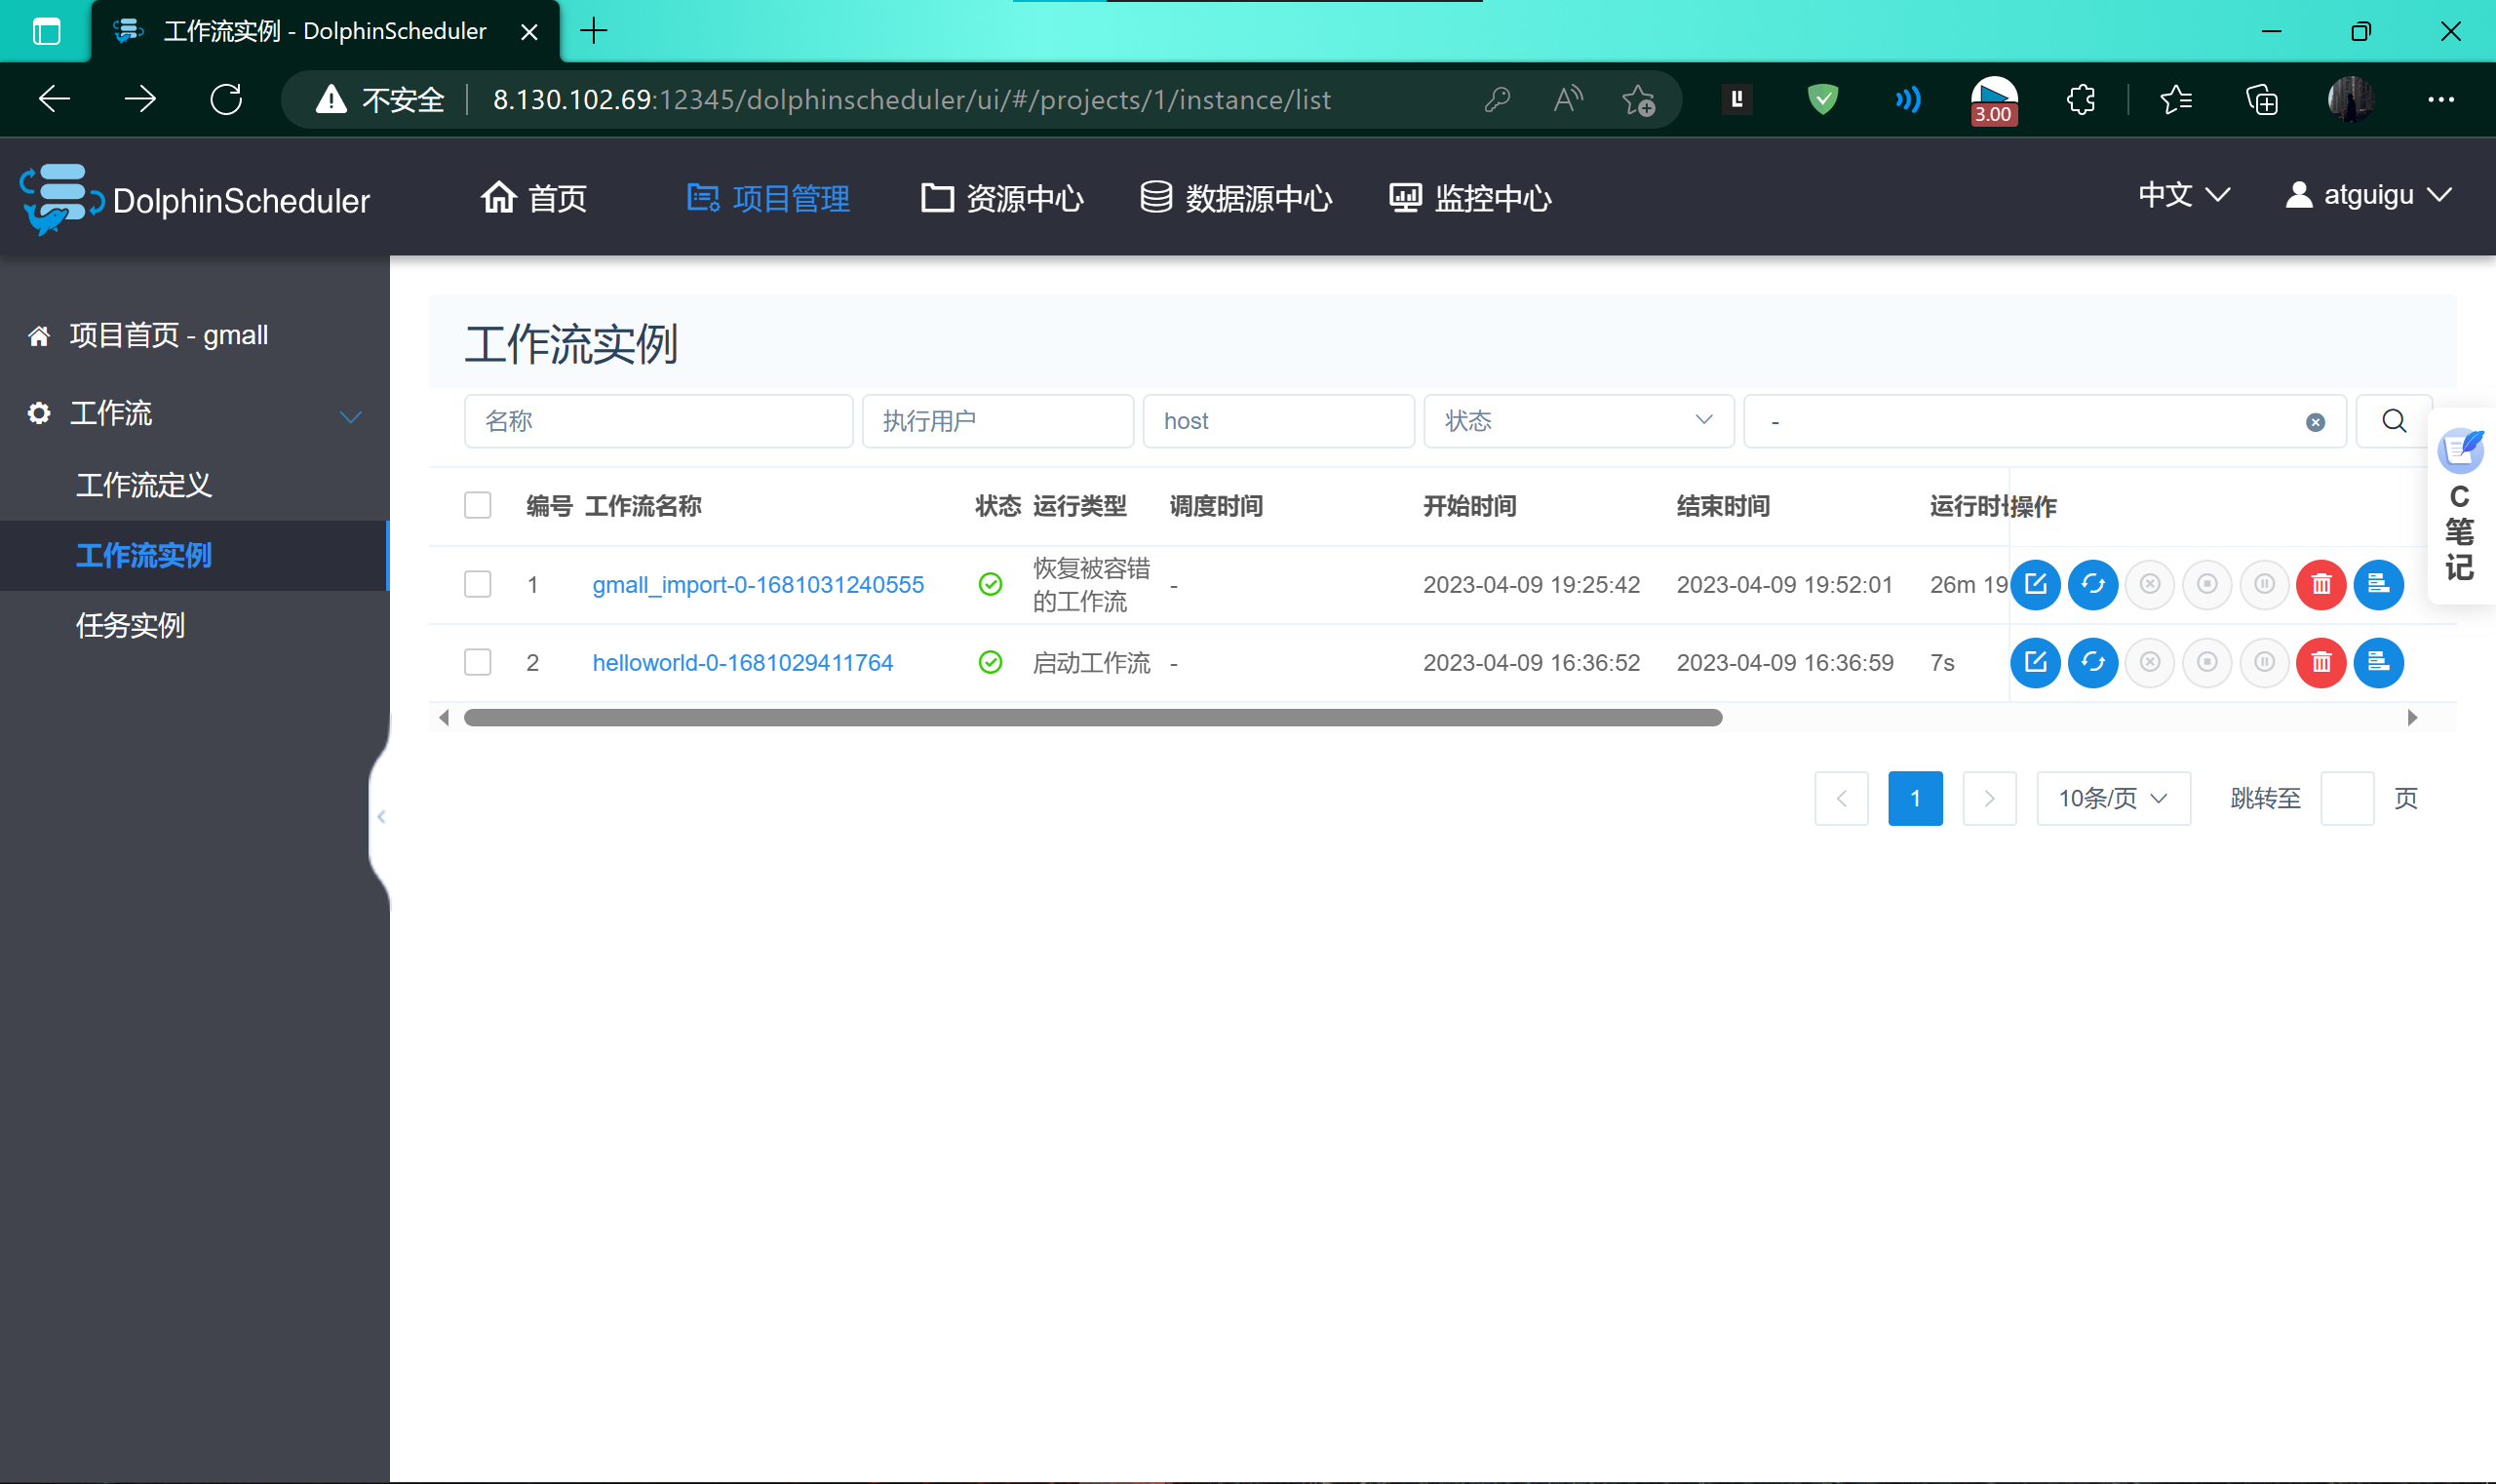 工作流实例 - DolphinScheduler
不安全 8.130.102.69:12345/dolphinscheduler/ui/#/projects/1/instance/list
3.00
DolphinScheduler 首页 项目管理 资源中心 数据源中心 监控中心 中文 atguigu
项目首页 - gmall
工作流
工作流定义
工作流实例
任务实例
工作流实例
名称 执行用户 host 状态 -
编号 工作流名称 状态 运行类型 调度时间 开始时间 结束时间 运行时长 操作
1 gmall_import-0-1681031240555 恢复被容错的工作流 - 2023-04-09 19:25:42 2023-04-09 19:52:01 26m 19
2 helloworld-0-1681029411764 启动工作流 - 2023-04-09 16:36:52 2023-04-09 16:36:59 7s
1 10条/页 跳转至 页
C
笔
记